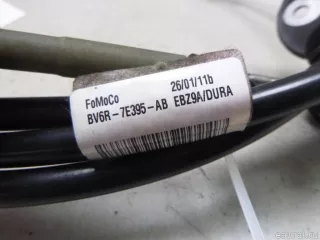 FoMoCo 26/01/11b
BV6R-7E395-AB EBZ9A/DURA